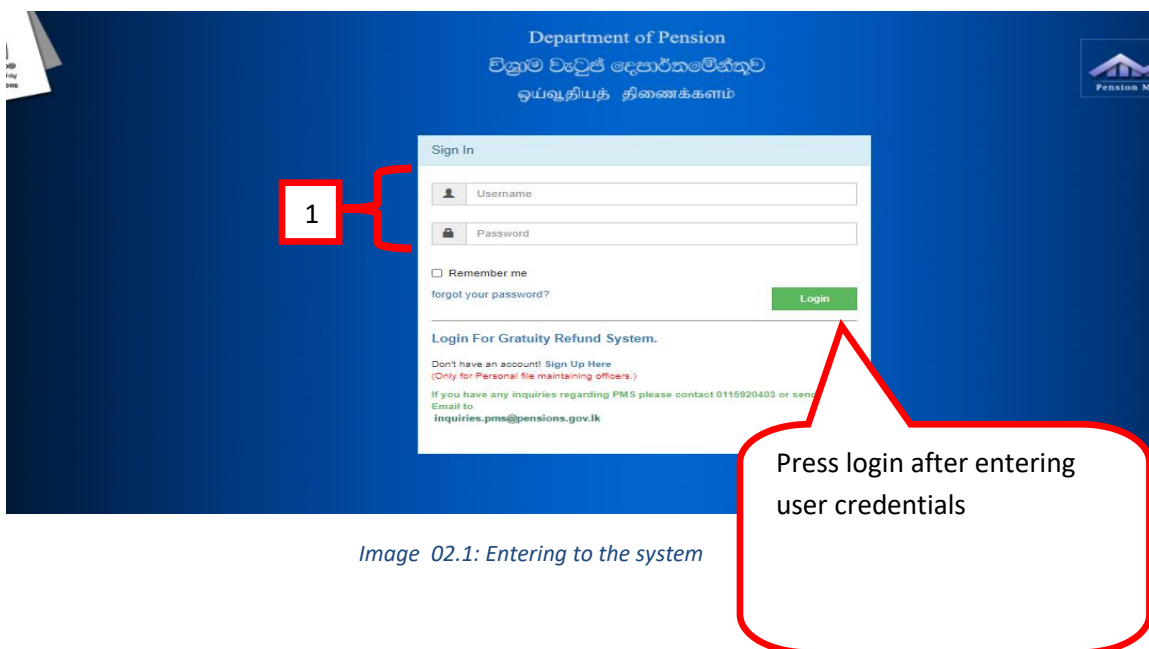 Department of Pension
විශ්‍රාම වැටුප් දෙපාර්තමේන්තුව
ஓய்வூதியத் திணைக்களம்
Pension M
Sign In
1
Username
Password
Remember me
forgot your password?
Login
Login For Gratuity Refund System.
Don't have an account! Sign Up Here
(Only for Personal file maintaining officers.)
If you have any inquiries regarding PMS please contact 0115920403 or send
Email to
inquiries.pms@pensions.gov.lk
Press login after entering
user credentials
Image 02.1: Entering to the system